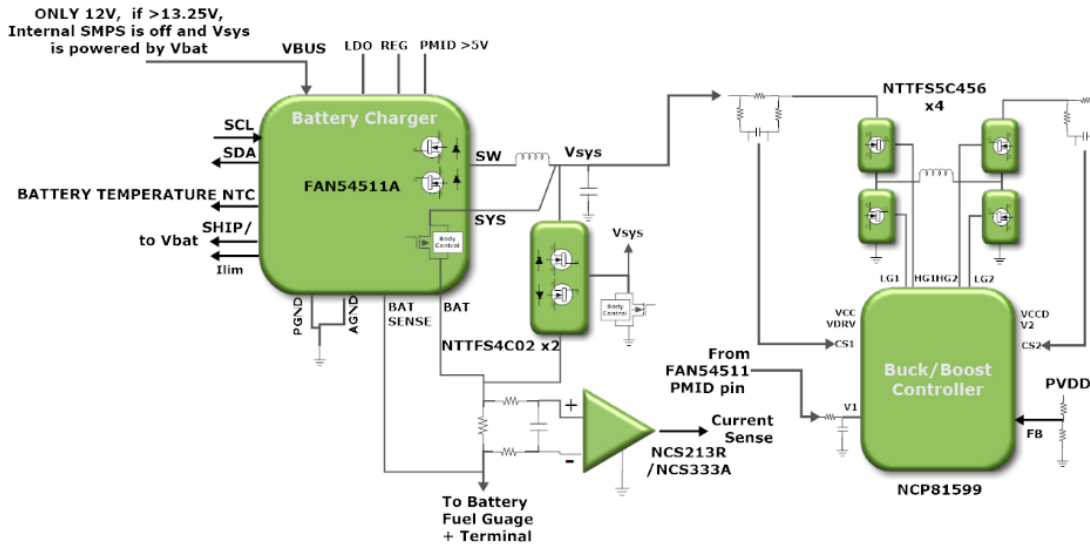 ONLY 12V,  if >13.25V,
Internal SMPS is off and Vsys
is powered by Vbat
VBUS
LDO
REG
PMID >5V
Battery Charger
FAN54511A
SCL
SDA
BATTERY TEMPERATURE NTC
SHIP/
to Vbat
Ilim
SW
SYS
Body
Control
PGND
AGND
BAT
SENSE
BAT
Vsys
Vsys
Body
Control
NTTFS4C02 x2
+
-
Current
Sense
NCS213R
/NCS333A
To Battery
Fuel Guage
+ Terminal
NTTFS5C456
x4
LG1
HG1
HG2
LG2
VCC
VDRV
CS1
VCCD
V2
CS2
Buck/Boost
Controller
From
FAN54511
PMID pin
V1
PVDD
FB
NCP81599